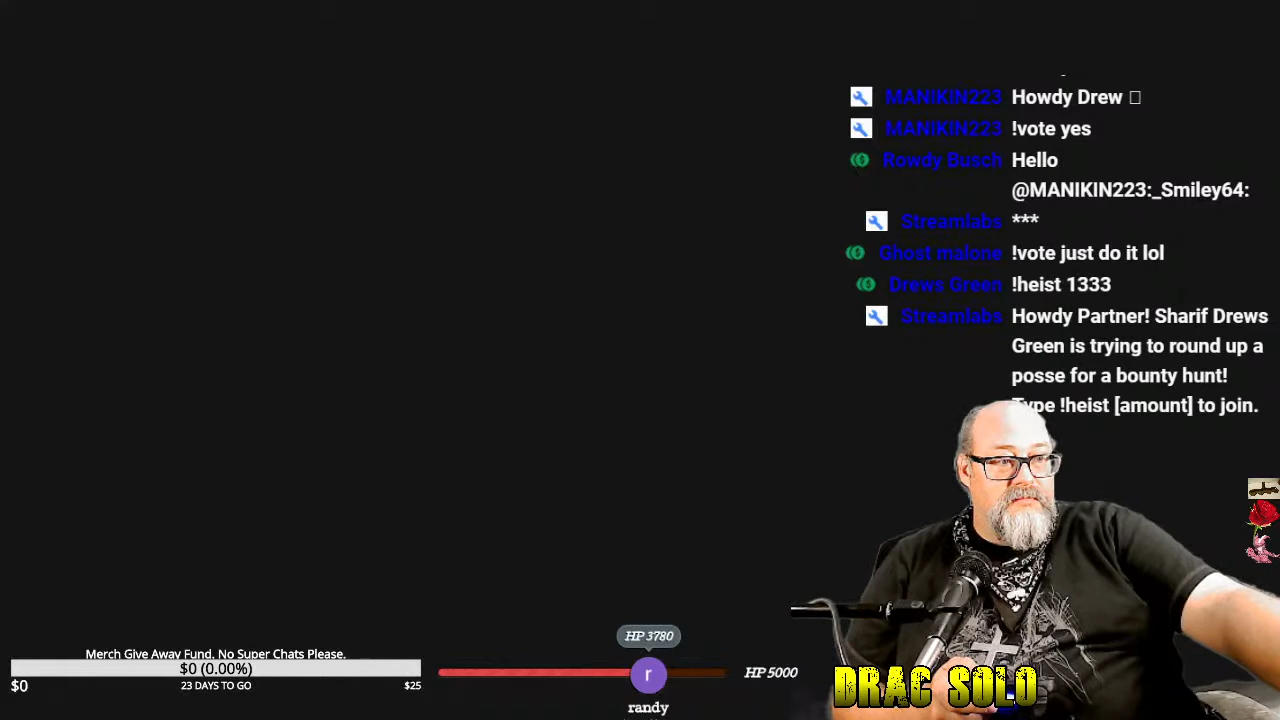 MANIKIN223 Howdy Drew
MANIKIN223 !vote yes
Rowdy Busch Hello
@MANIKIN223:_Smiley64:
Streamlabs ***
Ghost malone !vote just do it lol
Drews Green !heist 1333
Streamlabs Howdy Partner! Sharif Drews
Green is trying to round up a
posse for a bounty hunt!
Type !heist [amount] to join.
HP 3780
Merch Give Away Fund. No Super Chats Please.
$0 (0.00%)
$0 23 DAYS TO GO $25
r
HP 5000
randy
DRAC SOLO